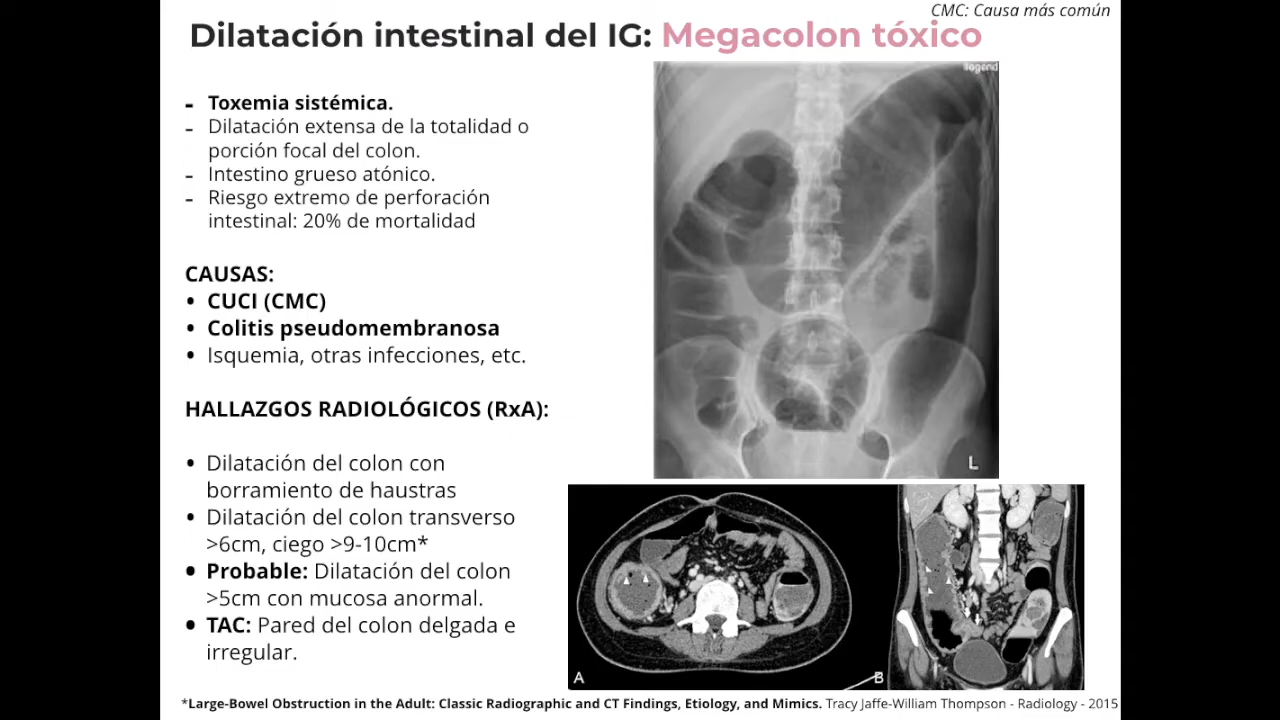 CMC: Causa más común
Dilatación intestinal del IG: Megacolon tóxico
legend
- Toxemia sistémica.
- Dilatación extensa de la totalidad o
porción focal del colon.
- Intestino grueso atónico.
- Riesgo extremo de perforación
intestinal: 20% de mortalidad
CAUSAS:
• CUCI (CMC)
• Colitis pseudomembranosa
• Isquemia, otras infecciones, etc.
HALLAZGOS RADIOLÓGICOS (RxA):
• Dilatación del colon con
borramiento de haustras
• Dilatación del colon transverso
>6cm, ciego >9-10cm*
• Probable: Dilatación del colon
>5cm con mucosa anormal.
• TAC: Pared del colon delgada e
irregular.
L
A
B
*Large-Bowel Obstruction in the Adult: Classic Radiographic and CT Findings, Etiology, and Mimics. Tracy Jaffe-William Thompson - Radiology - 2015